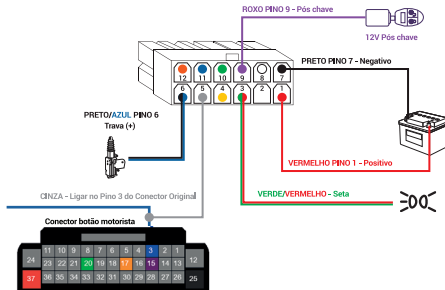 ROXO PINO 9 - Pós chave
12V Pós chave
PRETO PINO 7 - Negativo
12 11 10 9 8 7
6 5 4 3 2 1
PRETO/AZUL PINO 6
Trava (+)
VERMELHO PINO 1 - Positivo
CINZA - Ligar no Pino 3 do Conector Original
VERDE/VERMELHO - Seta
Conector botão motorista
24 11 10 9 8 7 6 5 4 3 2 1 12
23 22 21 20 19 18 17 16 15 14 13
37 36 35 34 33 32 31 30 29 28 27 26 25